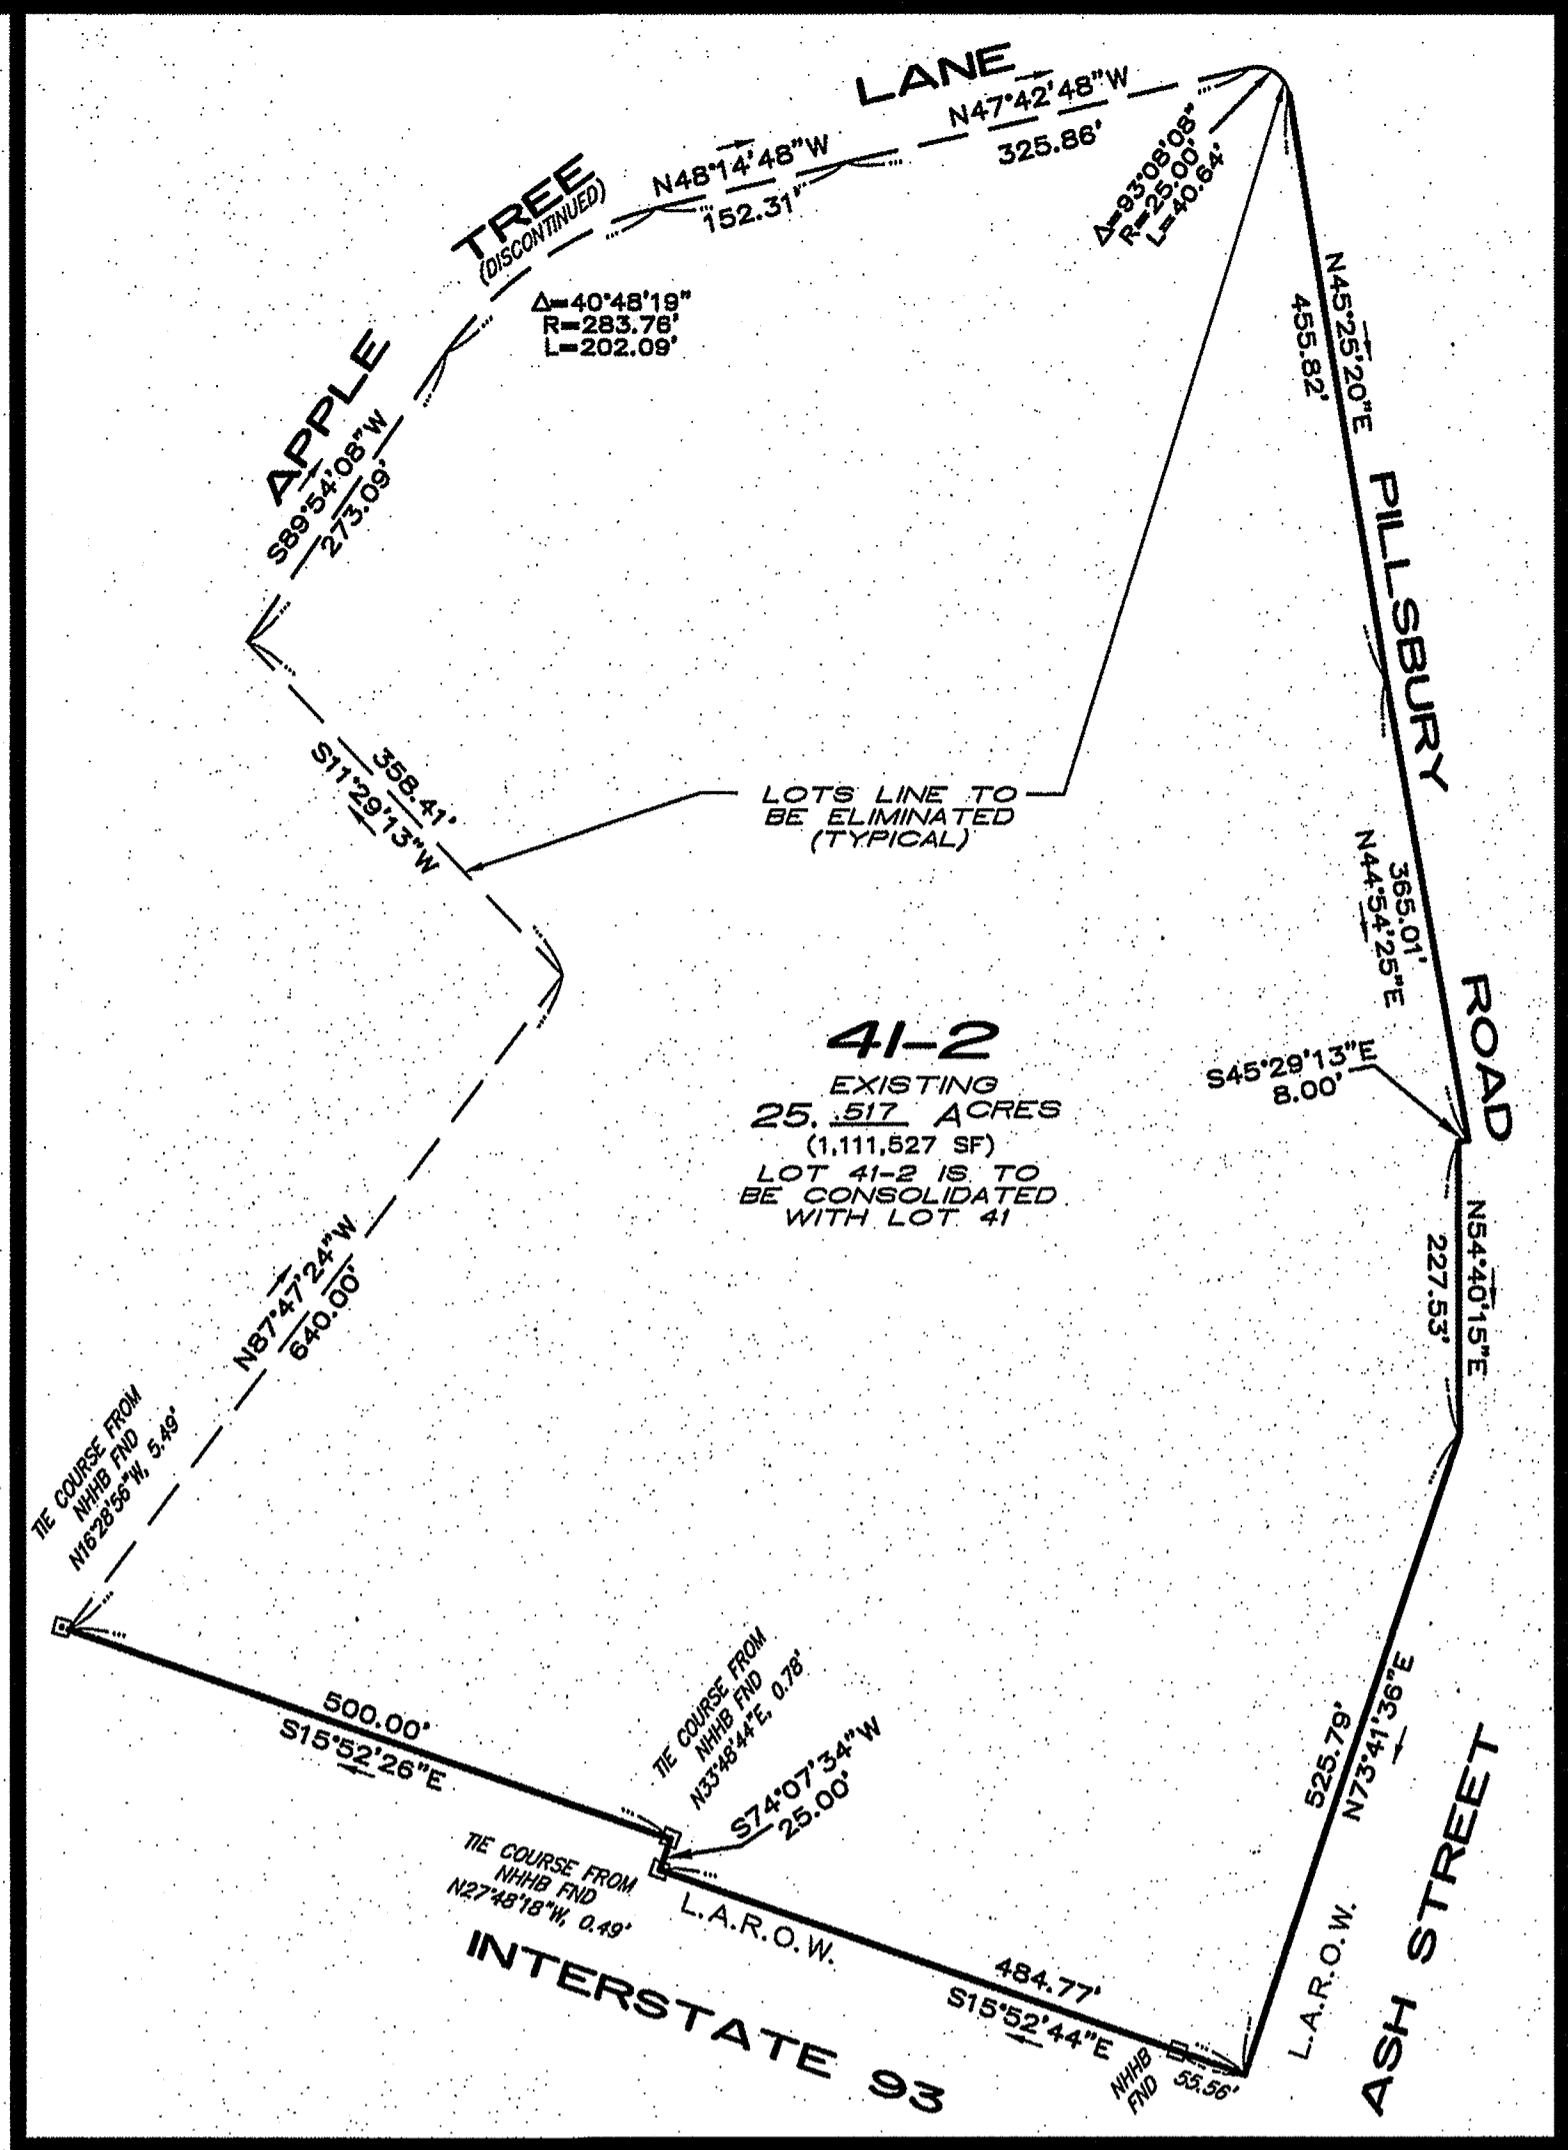 LANE
N47°42'48"W
325.86'
N48°14'48"W
152.31'
TREE
(DISCONTINUED)
Δ=93°08'08"
R=25.00'
L=40.64'
Δ=40°48'19"
R=283.76'
L=202.09'
APPLE
S89°54'08"W
273.09'
N45°25'20"E
455.82'
PILLSBURY
358.41'
S11°29'13"W
LOTS LINE TO
BE ELIMINATED
(TYPICAL)
365.01'
N44°54'25"E
ROAD
41-2
EXISTING
25. .517 ACRES
(1,111,527 SF)
LOT 41-2 IS TO
BE CONSOLIDATED
WITH LOT 41
S45°29'13"E
8.00'
N54°40'15"E
227.53'
N87°47'24"W
640.00'
TIE COURSE FROM
NHHB FND
N16°28'56"W, 5.49'
500.00'
S15°52'26"E
TIE COURSE FROM
NHHB FND
N33°48'44"E, 0.78'
S74°07'34"W
25.00'
525.79'
N73°41'36"E
TIE COURSE FROM
NHHB FND
N27°48'18"W, 0.49'
L.A.R.O.W.
INTERSTATE 93
484.77'
S15°52'44"E
NHHB
FND
55.56'
L.A.R.O.W.
ASH STREET